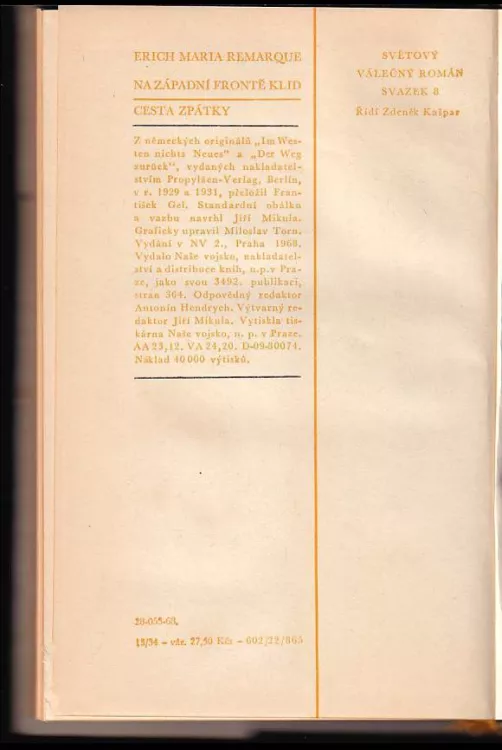 ERICH MARIA REMARQUE
NA ZÁPADNÍ FRONTĚ KLID
CESTA ZPÁTKY
Z německých originálů „Im Wes-
ten nichts Neues" a „Der Weg
zurück", vydaných nakladatel-
stvím Propyläen-Verlag, Berlin,
v r. 1929 a 1931, přeložil Fran-
tišek Gel. Standardní obálku
a vazbu navrhl Jiří Mikula.
Graficky upravil Miloslav Torn.
Vydání v NV 2., Praha 1968.
Vydalo Naše vojsko, nakladatel-
ství a distribuce knih, n. p. v Pra-
ze, jako svou 3492. publikaci,
stran 364. Odpovědný redaktor
Antonín Hendrych. Výtvarný re-
daktor Jiří Mikula. Vytiskla tis-
kárna Naše vojsko, n. p. v Praze.
AA 23,12. VA 24,20. D-09-80074.
Náklad 40 000 výtisků.
28-055-68.
13/34 – váz. 27,50 Kčs – 602/22/865
SVĚTOVÝ
VÁLEČNÝ ROMÁN
SVAZEK 8
Řídí Zdeněk Kašpar